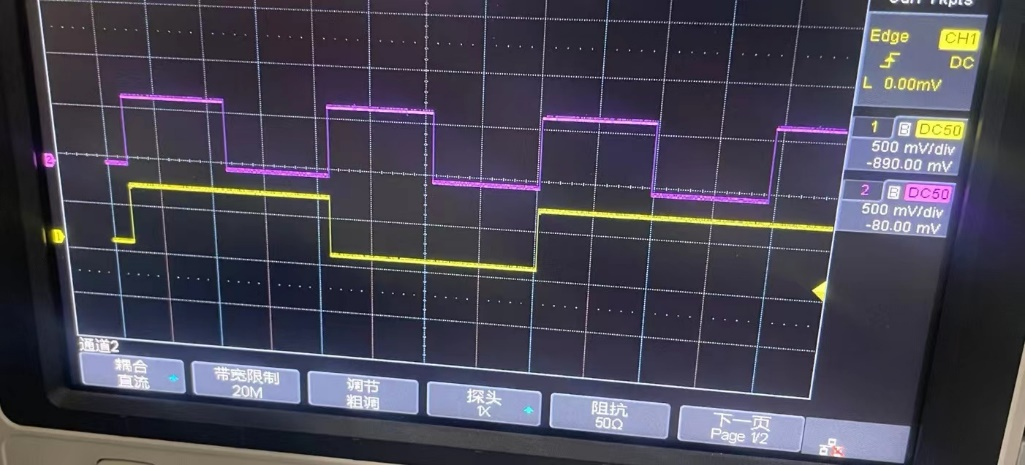 Edge CH1
DC
L 0.00mV
1 B DC50
500 mV/div
-890.00 mV
2 B DC50
500 mV/div
-80.00 mV
2
1
通道2
耦合
直流
带宽限制
20M
调节
粗调
探头
1X
阻抗
50Ω
下一页
Page 1/2